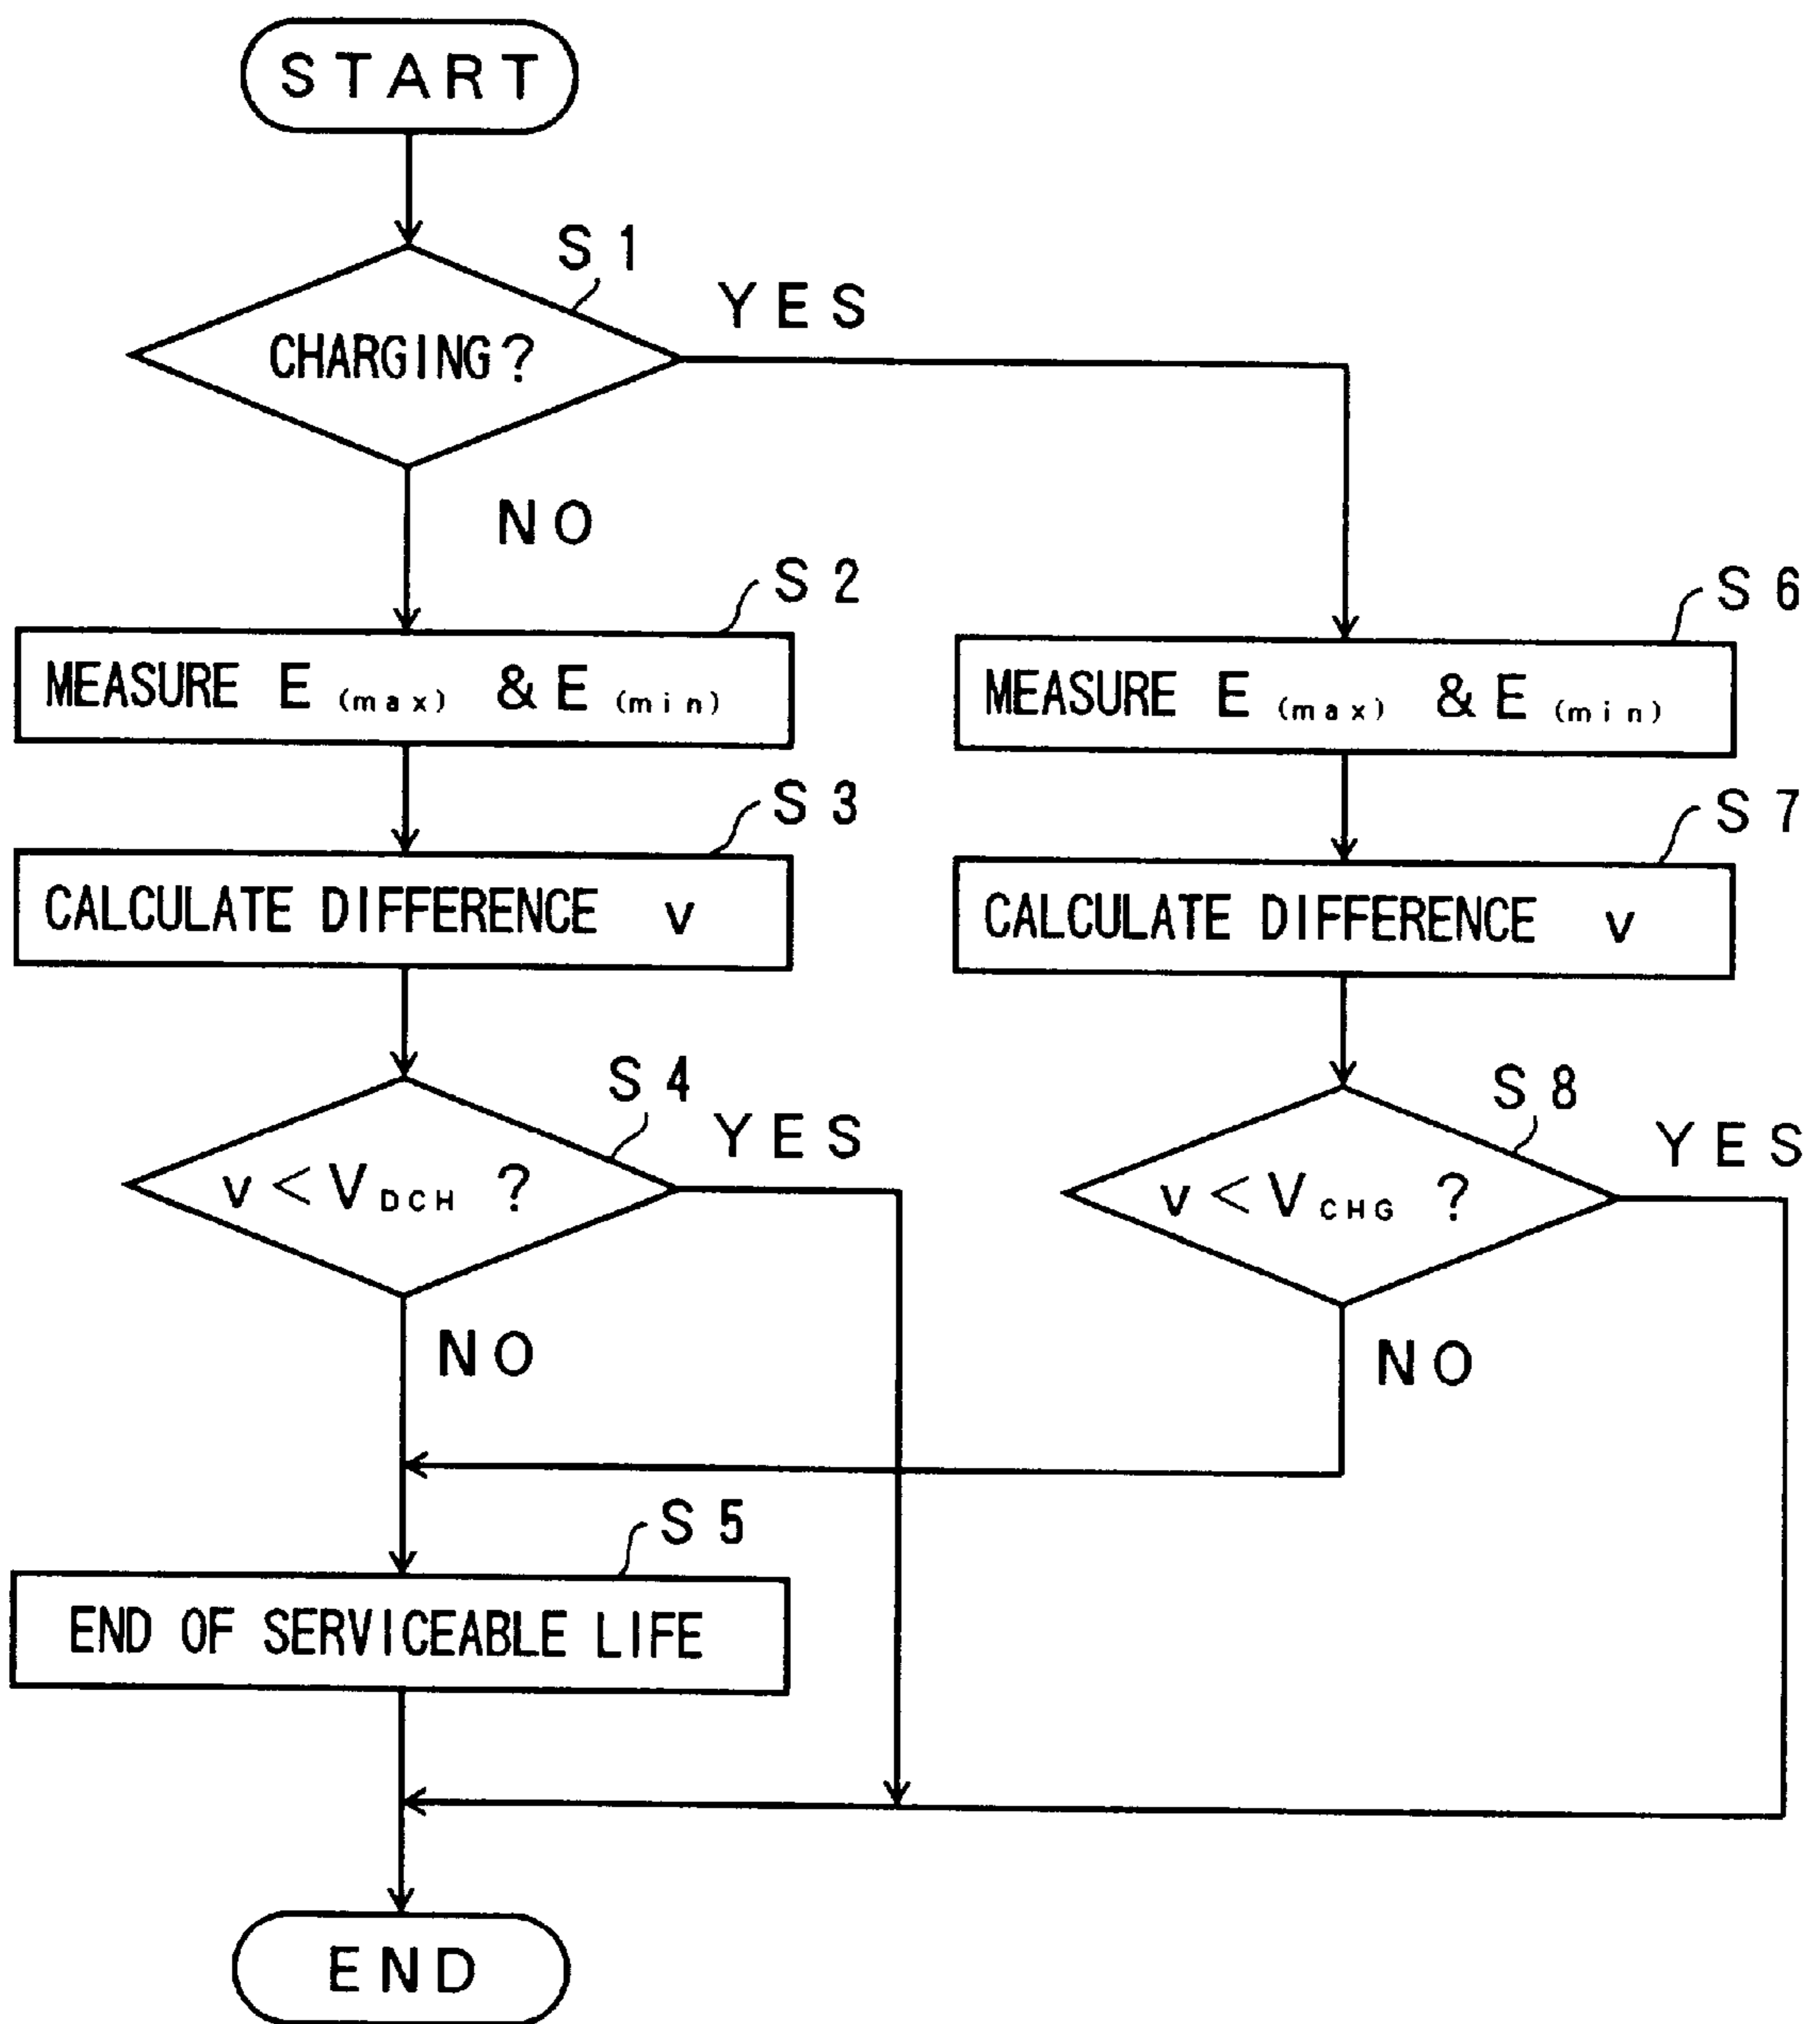 START
S1
YES
CHARGING?
NO
S2
MEASURE E(max) & E(min)
S3
CALCULATE DIFFERENCE v
S4
YES
v < VDCH ?
NO
S5
END OF SERVICEABLE LIFE
S6
MEASURE E(max) & E(min)
S7
CALCULATE DIFFERENCE v
S8
YES
v < VCHG ?
NO
END